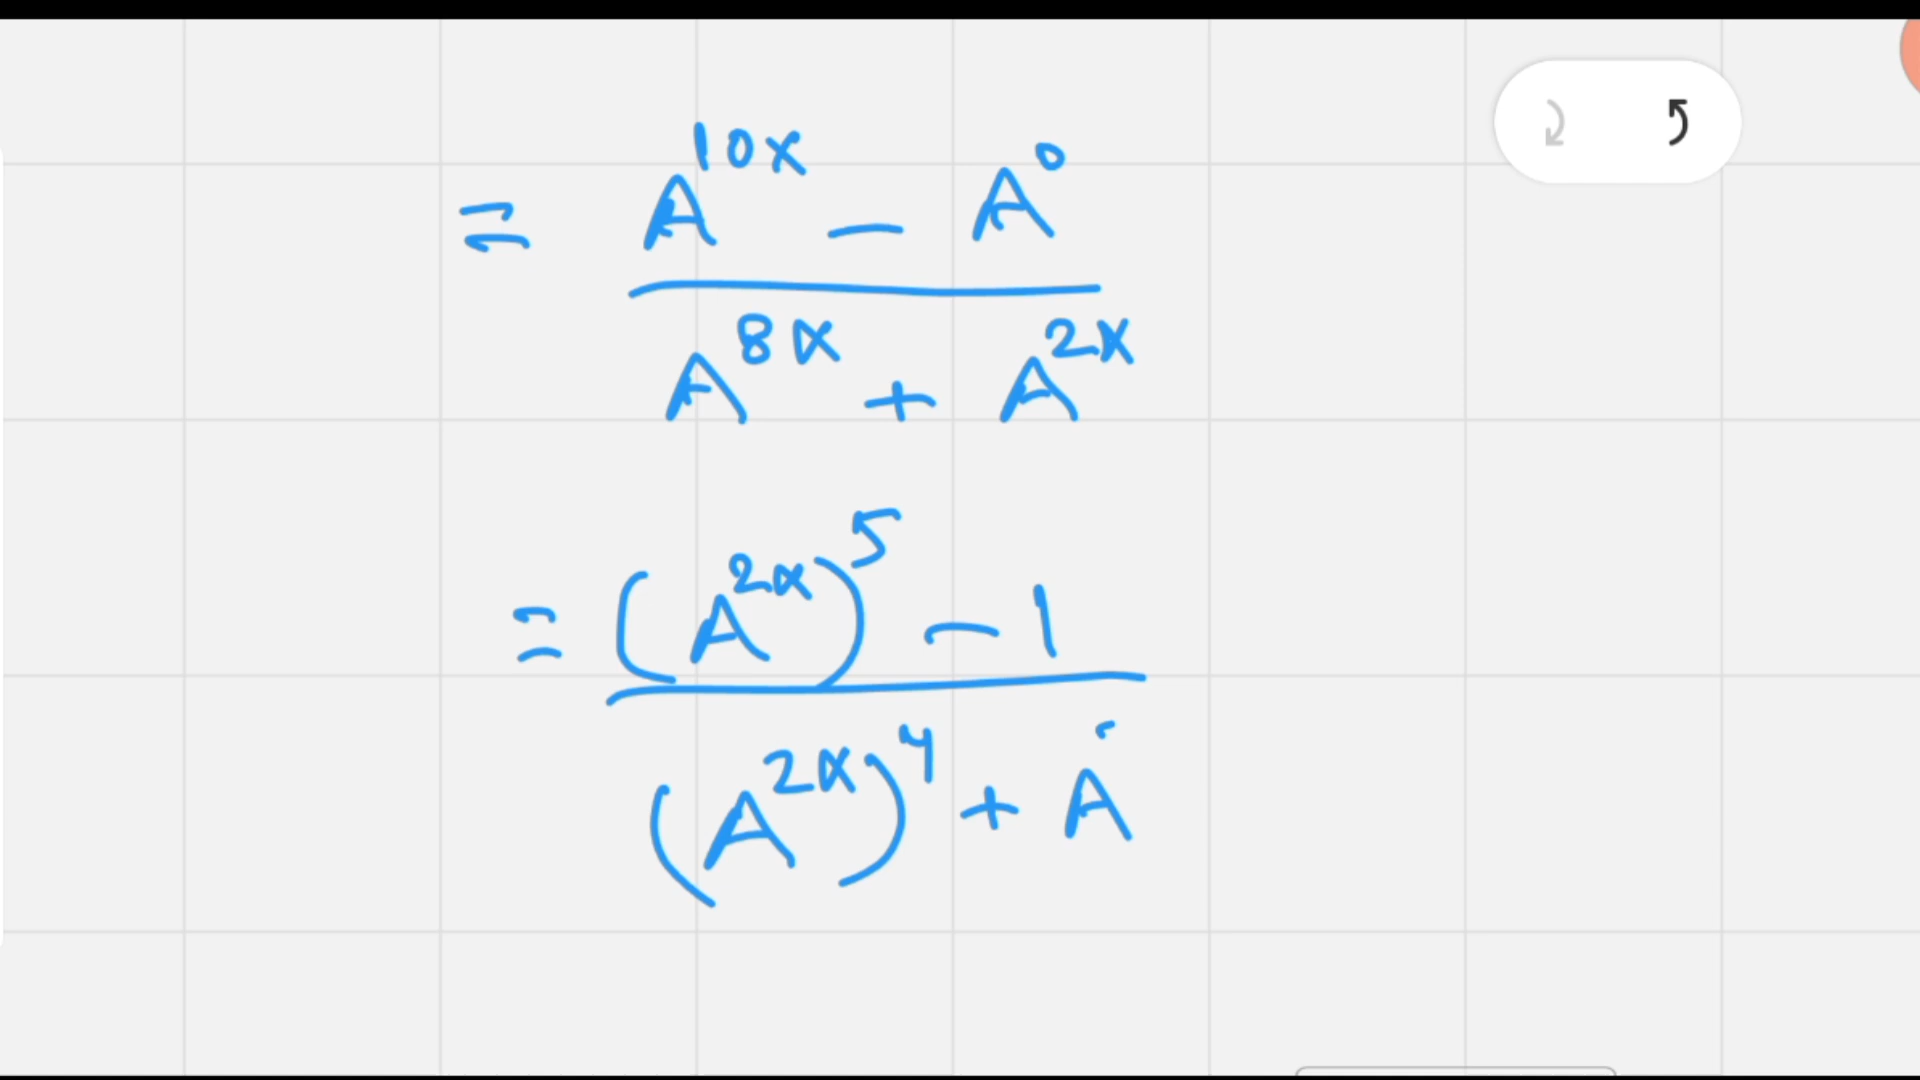 = (A^{10x} - A^0) / (A^{8x} + A^{2x})
= ((A^{2x})^5 - 1) / ((A^{2x})^4 + A